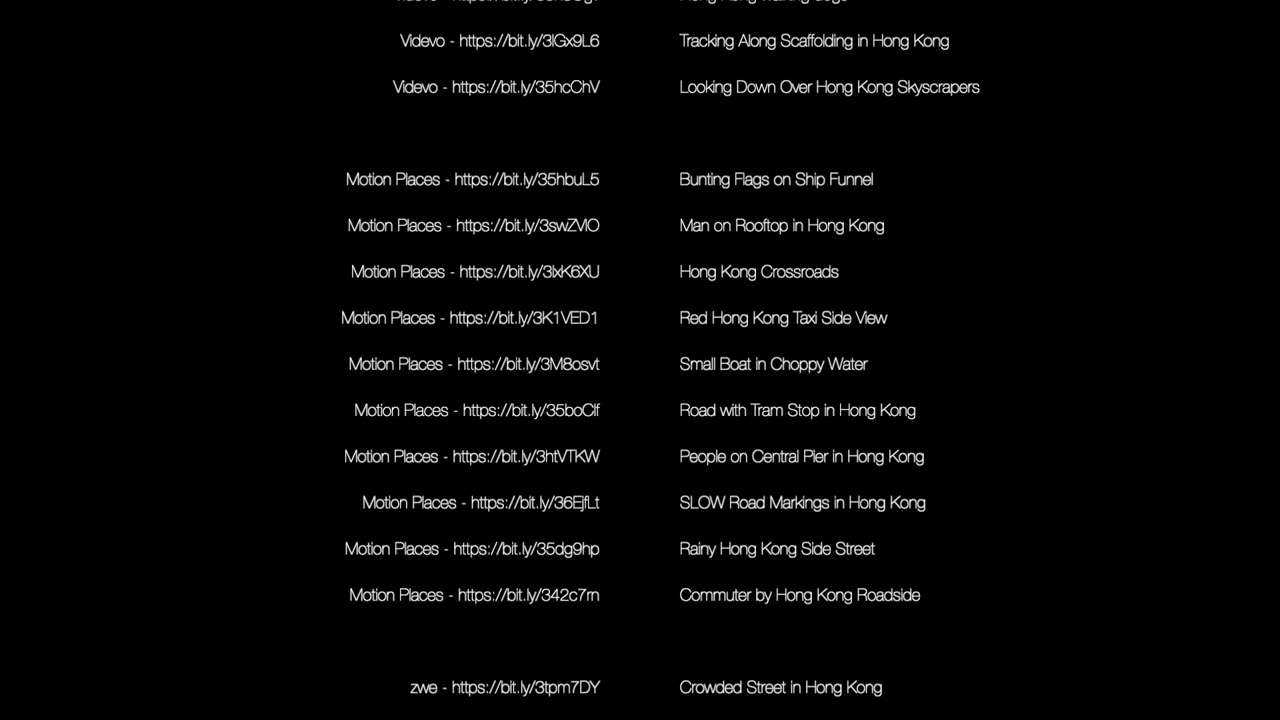 Videvo - https://bit.ly/3lGx9L6 Tracking Along Scaffolding in Hong Kong
Videvo - https://bit.ly/35hcChV Looking Down Over Hong Kong Skyscrapers
Motion Places - https://bit.ly/35hbuL5 Bunting Flags on Ship Funnel
Motion Places - https://bit.ly/3swZVlO Man on Rooftop in Hong Kong
Motion Places - https://bit.ly/3lxK6XU Hong Kong Crossroads
Motion Places - https://bit.ly/3K1VED1 Red Hong Kong Taxi Side View
Motion Places - https://bit.ly/3M8osvt Small Boat in Choppy Water
Motion Places - https://bit.ly/35boClf Road with Tram Stop in Hong Kong
Motion Places - https://bit.ly/3htVTKW People on Central Pier in Hong Kong
Motion Places - https://bit.ly/36EjfLt SLOW Road Markings in Hong Kong
Motion Places - https://bit.ly/35dg9hp Rainy Hong Kong Side Street
Motion Places - https://bit.ly/342c7rn Commuter by Hong Kong Roadside
zwe - https://bit.ly/3tpm7DY Crowded Street in Hong Kong